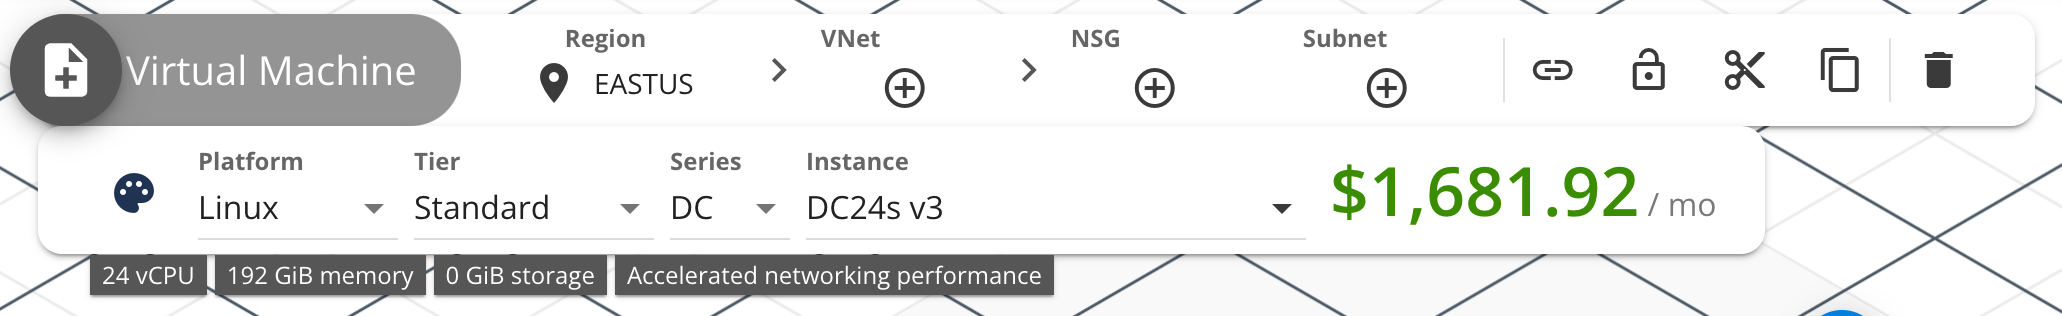 Virtual Machine
Region
EASTUS
VNet
NSG
Subnet
Platform
Linux
Tier
Standard
Series
DC
Instance
DC24s v3
$1,681.92 / mo
24 vCPU
192 GiB memory
0 GiB storage
Accelerated networking performance